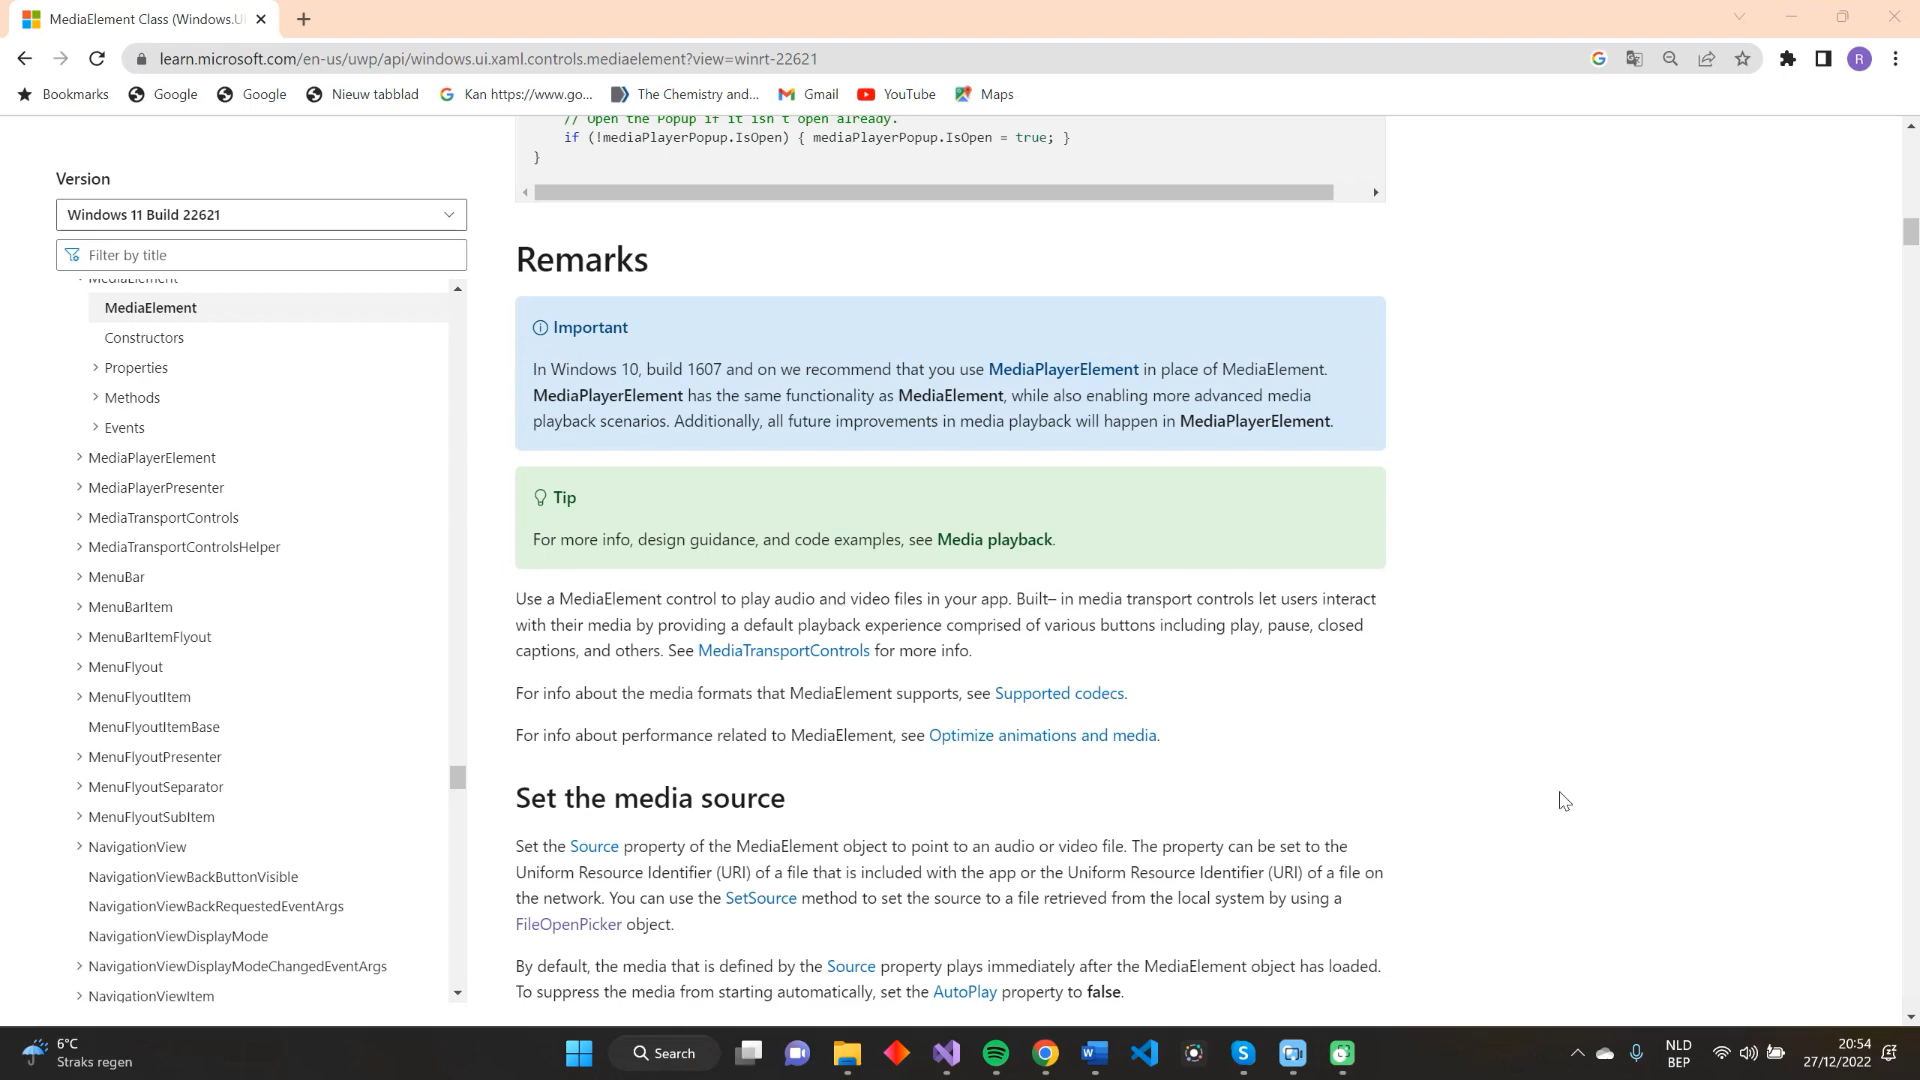 MediaElement Class (Windows.UI
learn.microsoft.com/en-us/uwp/api/windows.ui.xaml.controls.mediaelement?view=winrt-22621
R
Bookmarks
Google
Google
Nieuw tabblad
Kan https://www.go...
The Chemistry and...
Gmail
YouTube
Maps
Version
Windows 11 Build 22621
Filter by title
MediaElement
MediaElement
Constructors
Properties
Methods
Events
MediaPlayerElement
MediaPlayerPresenter
MediaTransportControls
MediaTransportControlsHelper
MenuBar
MenuBarItem
MenuBarItemFlyout
MenuFlyout
MenuFlyoutItem
MenuFlyoutItemBase
MenuFlyoutPresenter
MenuFlyoutSeparator
MenuFlyoutSubItem
NavigationView
NavigationViewBackButtonVisible
NavigationViewBackRequestedEventArgs
NavigationViewDisplayMode
NavigationViewDisplayModeChangedEventArgs
NavigationViewItem
// Open the Popup if it isn't open already.
if (!mediaPlayerPopup.IsOpen) { mediaPlayerPopup.IsOpen = true; }
}
Remarks
Important
In Windows 10, build 1607 and on we recommend that you use MediaPlayerElement in place of MediaElement.
MediaPlayerElement has the same functionality as MediaElement, while also enabling more advanced media
playback scenarios. Additionally, all future improvements in media playback will happen in MediaPlayerElement.
Tip
For more info, design guidance, and code examples, see Media playback.
Use a MediaElement control to play audio and video files in your app. Built– in media transport controls let users interact
with their media by providing a default playback experience comprised of various buttons including play, pause, closed
captions, and others. See MediaTransportControls for more info.
For info about the media formats that MediaElement supports, see Supported codecs.
For info about performance related to MediaElement, see Optimize animations and media.
Set the media source
Set the Source property of the MediaElement object to point to an audio or video file. The property can be set to the
Uniform Resource Identifier (URI) of a file that is included with the app or the Uniform Resource Identifier (URI) of a file on
the network. You can use the SetSource method to set the source to a file retrieved from the local system by using a
FileOpenPicker object.
By default, the media that is defined by the Source property plays immediately after the MediaElement object has loaded.
To suppress the media from starting automatically, set the AutoPlay property to false.
6°C
Straks regen
Search
NLD
BEP
20:54
27/12/2022